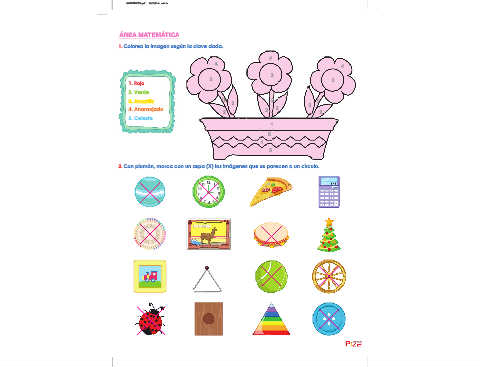 ÁREA MATEMÁTICA
1. Colorea la imagen según la clave dada.
1. Rojo
2. Verde
3. Amarillo
4. Anaranjado
5. Celeste
2. Con plumón, marca con un aspa (X) las imágenes que se parecen a un círculo.